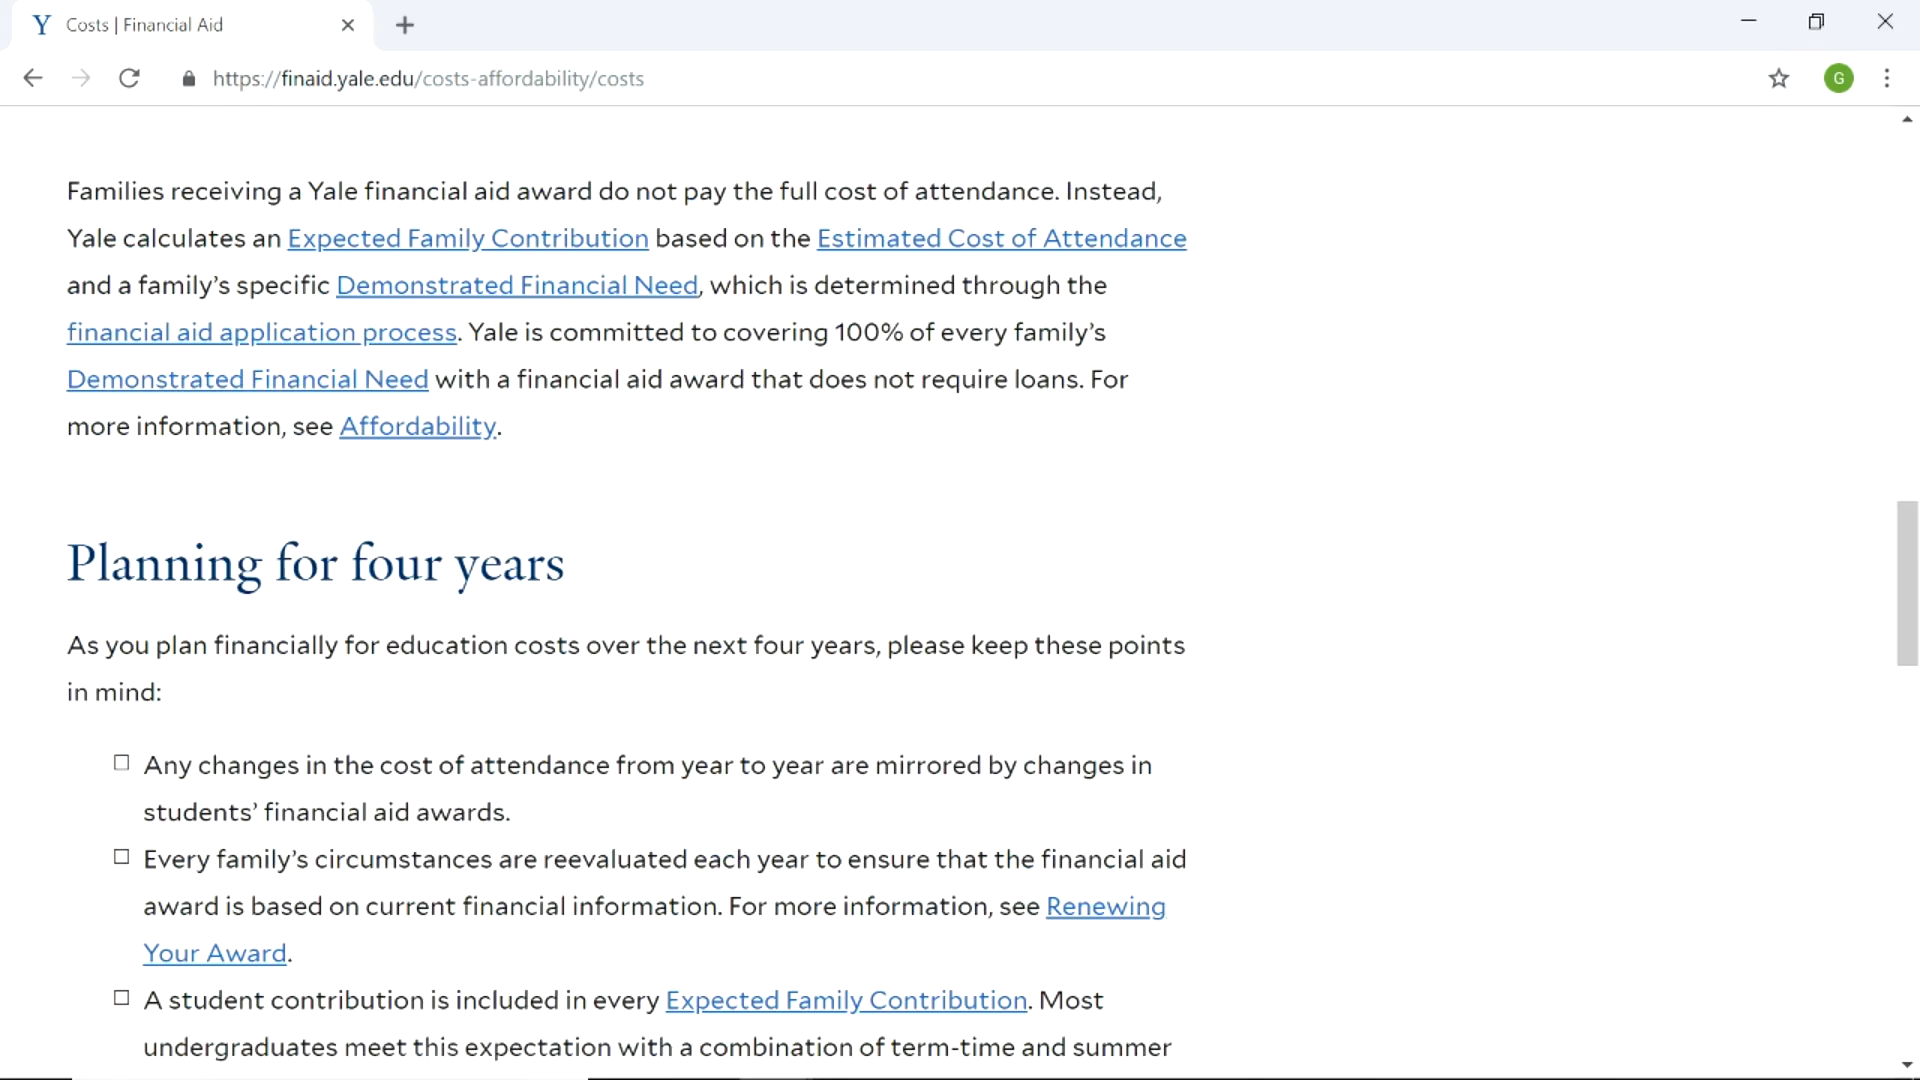 Y Costs | Financial Aid
https://finaid.yale.edu/costs-affordability/costs
G
Families receiving a Yale financial aid award do not pay the full cost of attendance. Instead,
Yale calculates an Expected Family Contribution based on the Estimated Cost of Attendance
and a family’s specific Demonstrated Financial Need, which is determined through the
financial aid application process. Yale is committed to covering 100% of every family’s
Demonstrated Financial Need with a financial aid award that does not require loans. For
more information, see Affordability.
Planning for four years
As you plan financially for education costs over the next four years, please keep these points
in mind:
Any changes in the cost of attendance from year to year are mirrored by changes in
students’ financial aid awards.
Every family’s circumstances are reevaluated each year to ensure that the financial aid
award is based on current financial information. For more information, see Renewing
Your Award.
A student contribution is included in every Expected Family Contribution. Most
undergraduates meet this expectation with a combination of term-time and summer